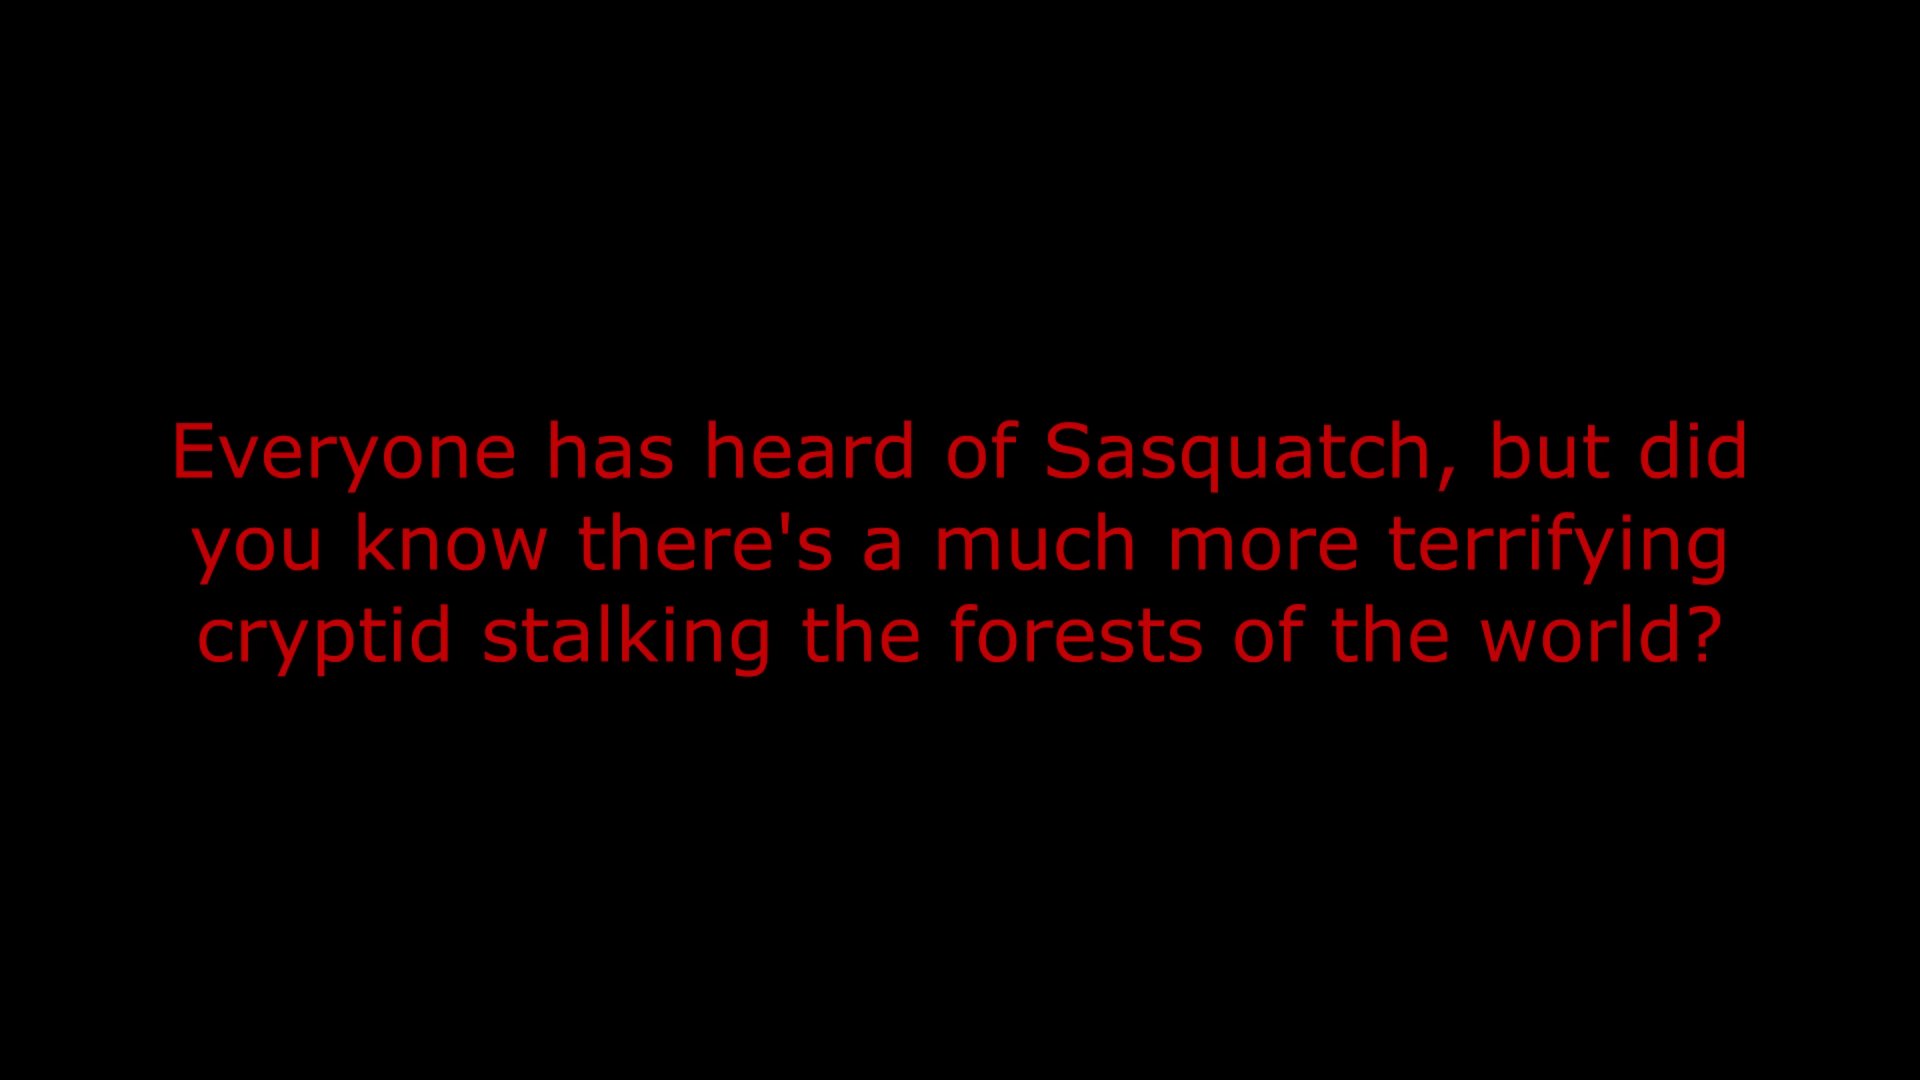 Everyone has heard of Sasquatch, but did
you know there's a much more terrifying
cryptid stalking the forests of the world?